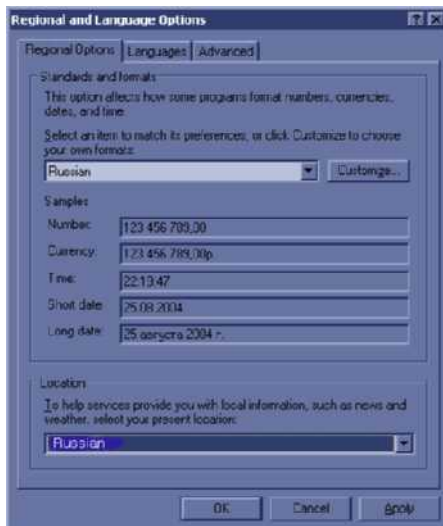 Regional and Language Options
Regional Options Languages Advanced
Standards and formats
This option affects how some programs format numbers, currencies,
dates, and time.
Select an item to match its preferences, or click Customize to choose
your own formats:
Russian Customize...
Samples
Number: 123 456 789,00
Currency: 123 456 789,00р.
Time: 22:19:47
Short date: 25.08.2004
Long date: 25 августа 2004 г.
Location
To help services provide you with local information, such as news and
weather, select your present location:
Russian
OK Cancel Apply